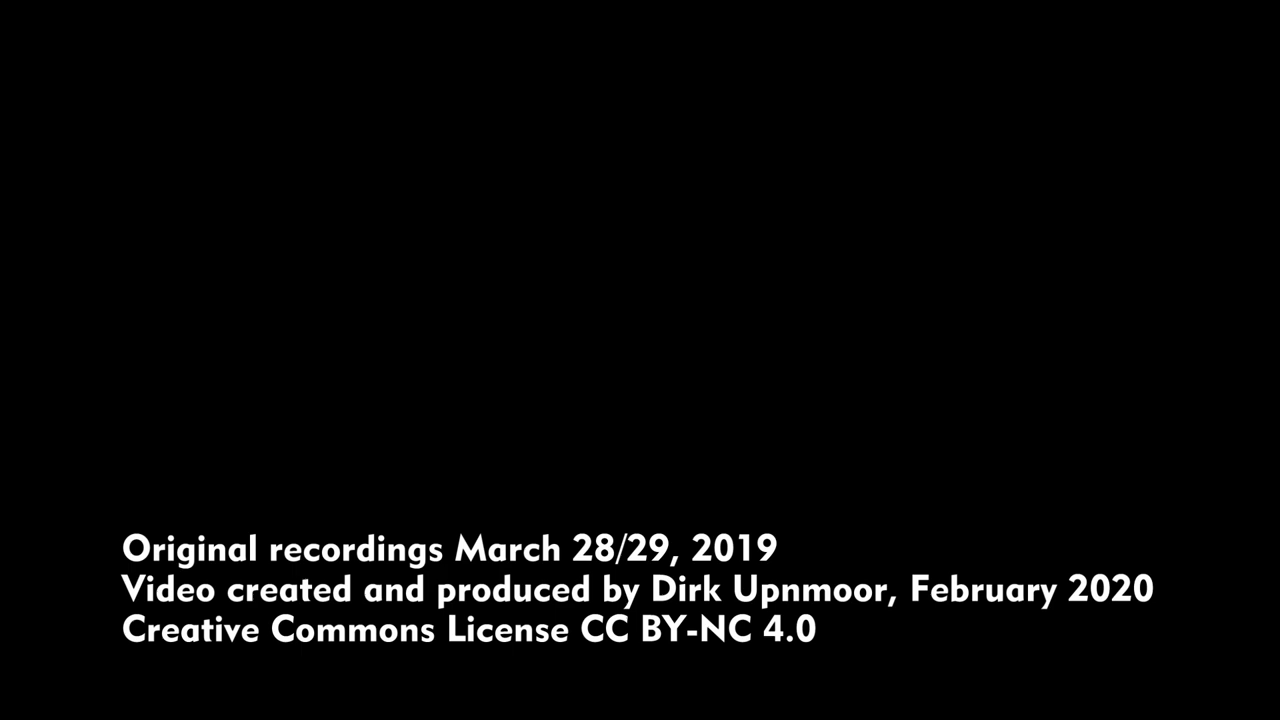 Original recordings March 28/29, 2019
Video created and produced by Dirk Upnmoor, February 2020
Creative Commons License CC BY-NC 4.0